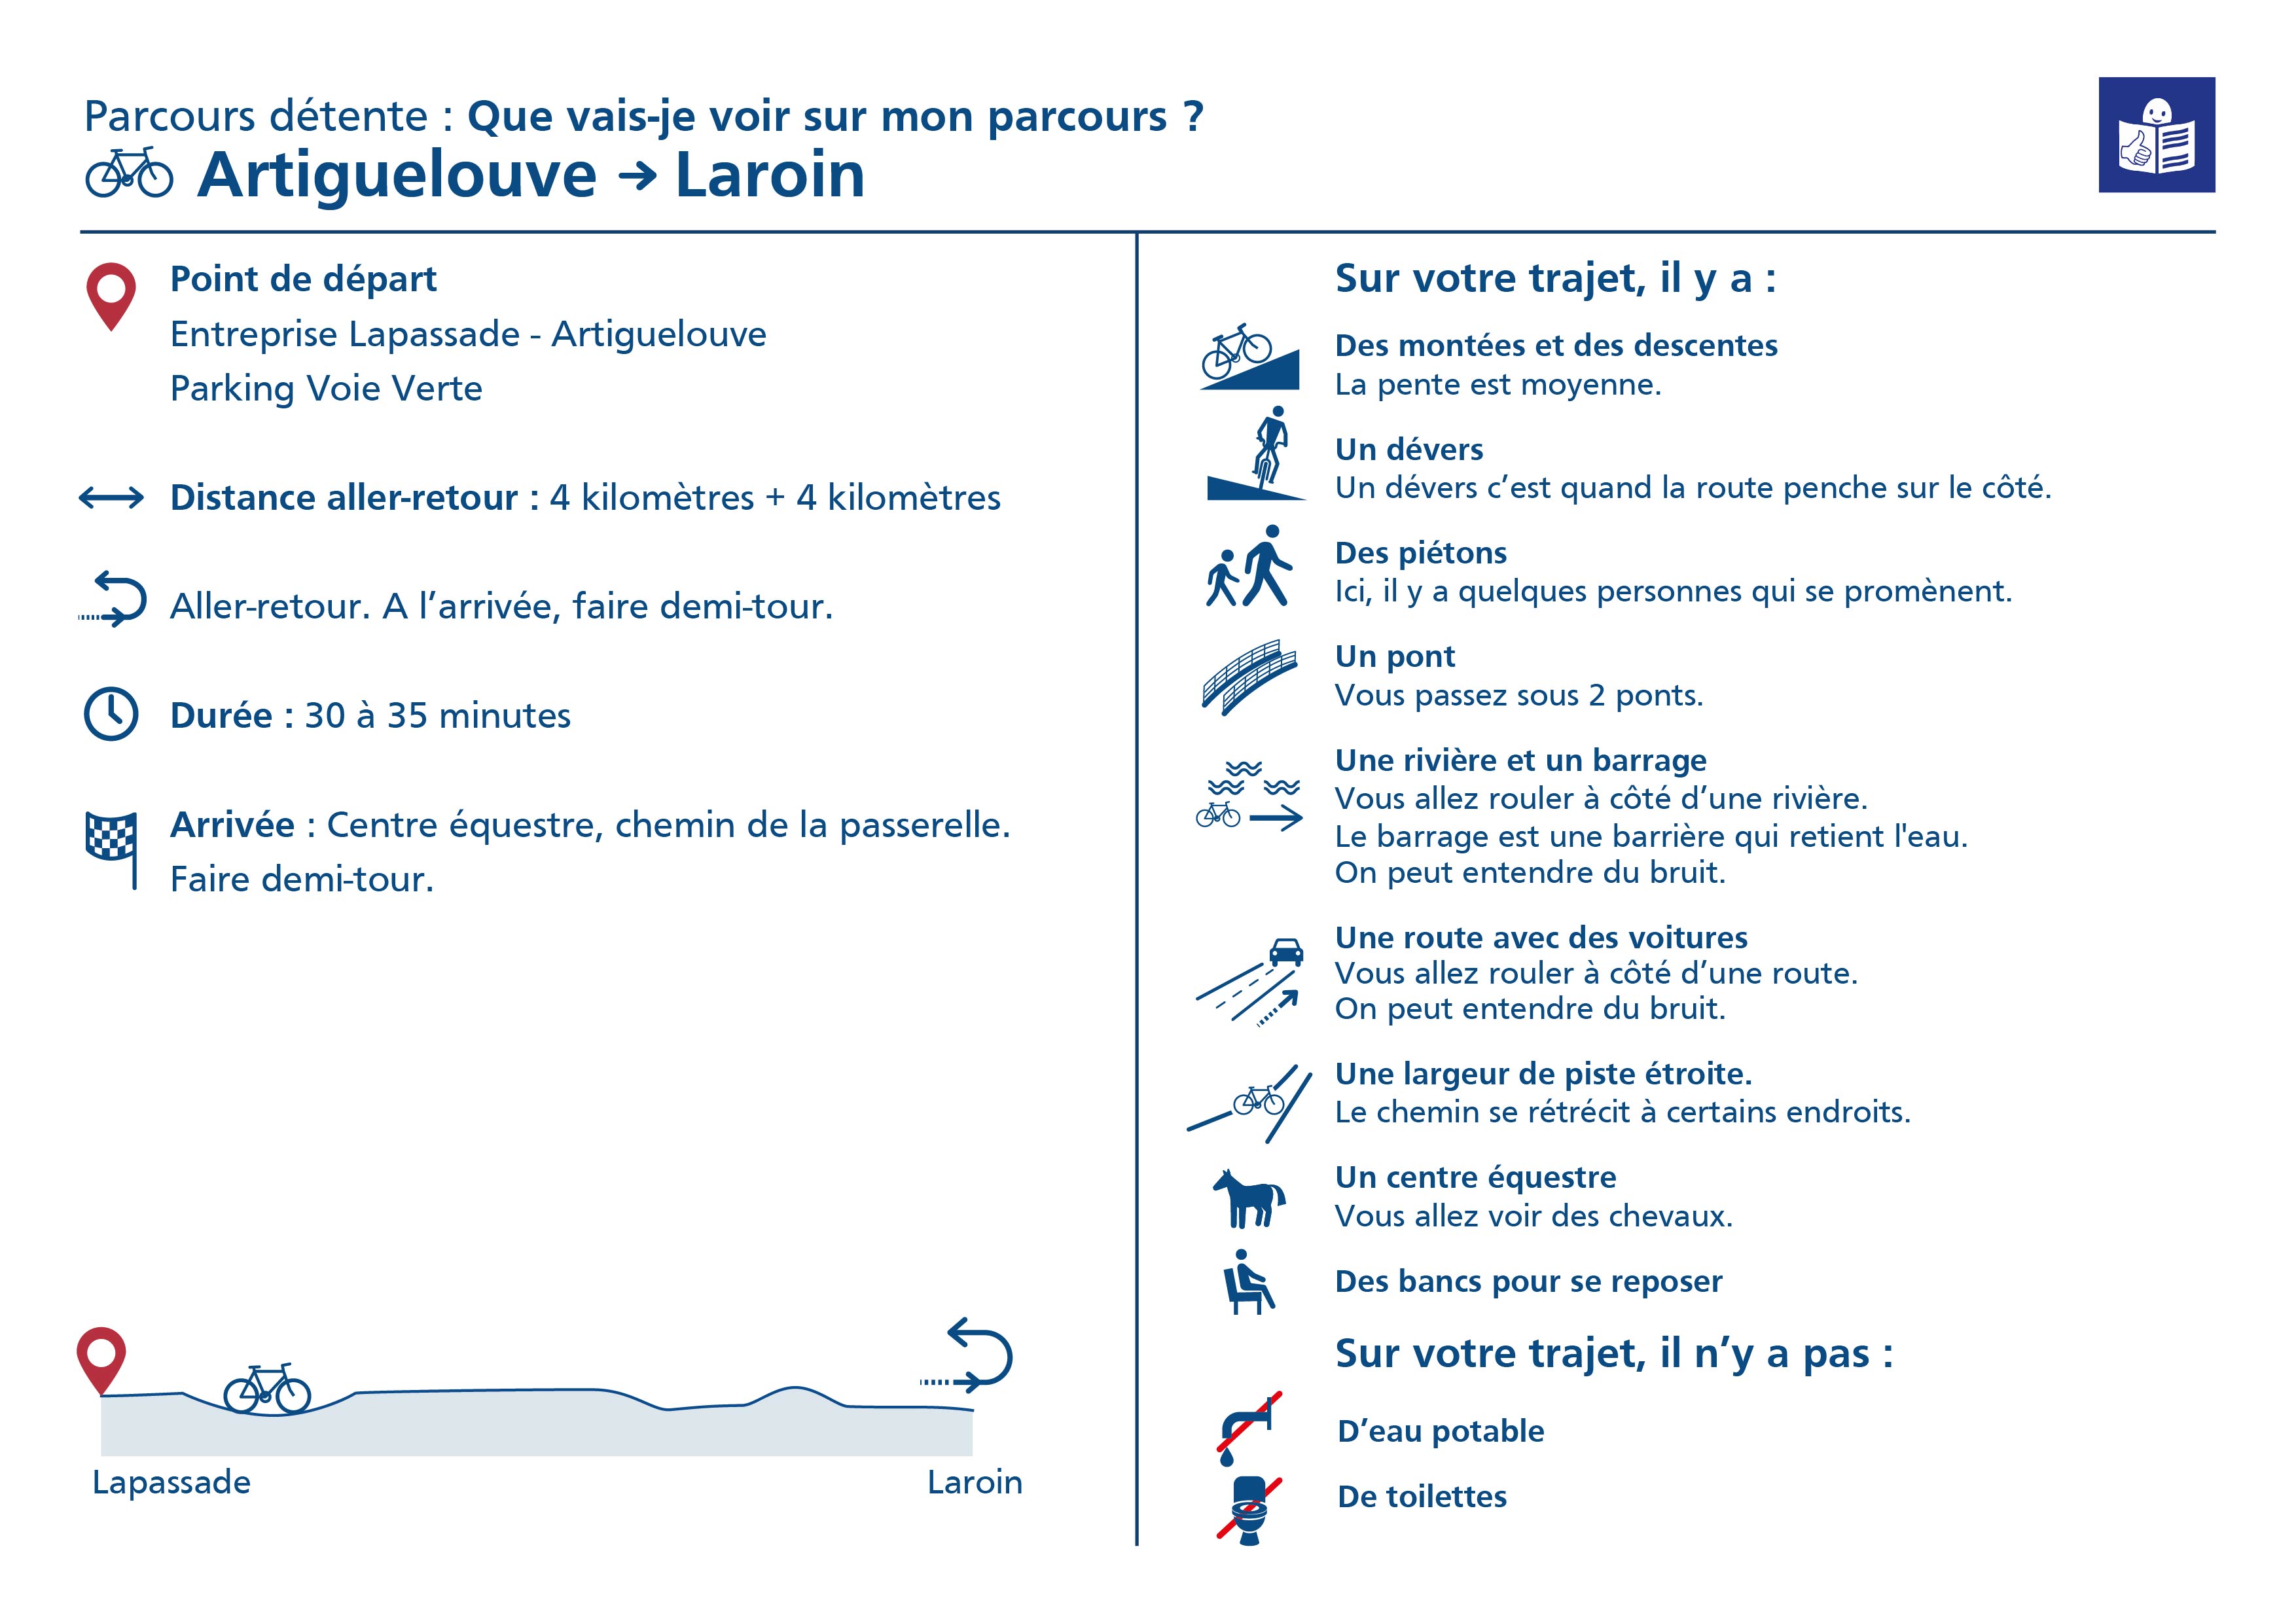 Parcours détente : Que vais-je voir sur mon parcours ?
Artiguelouve → Laroin
Point de départ
Entreprise Lapassade - Artiguelouve
Parking Voie Verte
Distance aller-retour : 4 kilomètres + 4 kilomètres
Aller-retour. A l’arrivée, faire demi-tour.
Durée : 30 à 35 minutes
Arrivée : Centre équestre, chemin de la passerelle.
Faire demi-tour.
Lapassade
Laroin
Sur votre trajet, il y a :
Des montées et des descentes
La pente est moyenne.
Un dévers
Un dévers c’est quand la route penche sur le côté.
Des piétons
Ici, il y a quelques personnes qui se promènent.
Un pont
Vous passez sous 2 ponts.
Une rivière et un barrage
Vous allez rouler à côté d’une rivière.
Le barrage est une barrière qui retient l'eau.
On peut entendre du bruit.
Une route avec des voitures
Vous allez rouler à côté d’une route.
On peut entendre du bruit.
Une largeur de piste étroite.
Le chemin se rétrécit à certains endroits.
Un centre équestre
Vous allez voir des chevaux.
Des bancs pour se reposer
Sur votre trajet, il n’y a pas :
D’eau potable
De toilettes